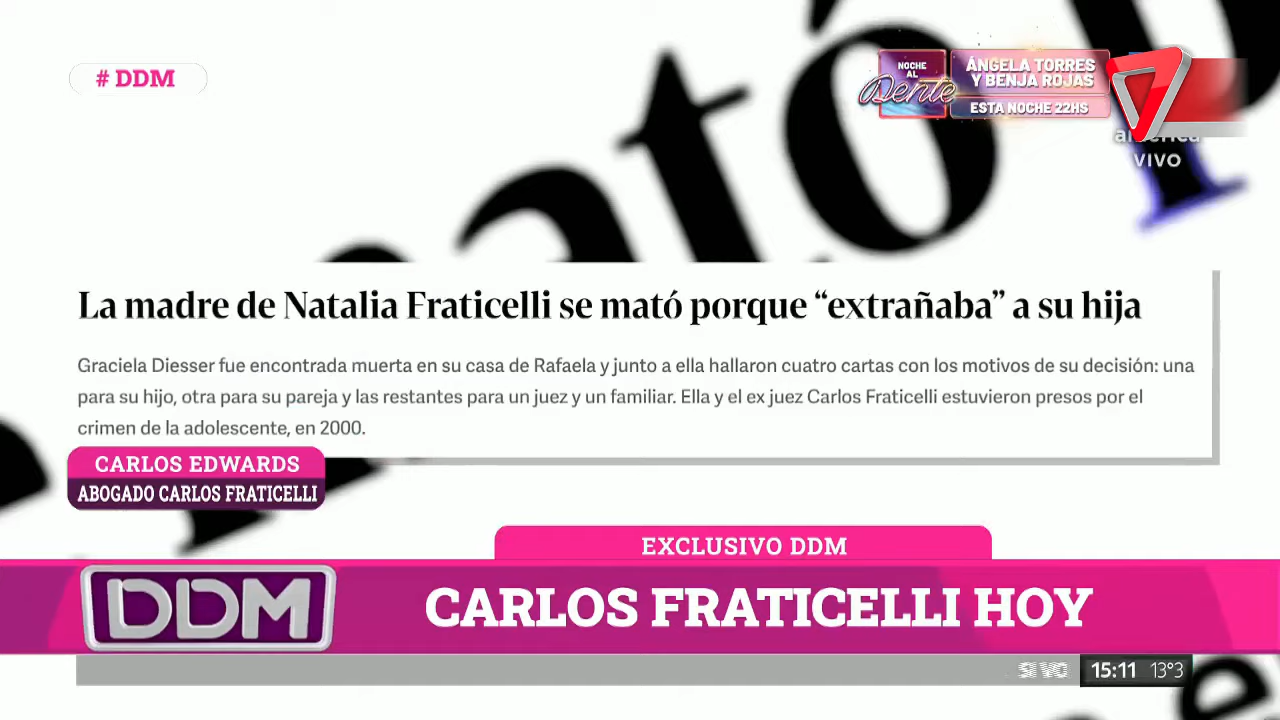 # DDM
NOCHE
AL
Dente
ÁNGELA TORRES
Y BENJA ROJAS
ESTA NOCHE 22HS
américa
VIVO
ató
La madre de Natalia Fraticelli se mató porque “extrañaba” a su hija
Graciela Diesser fue encontrada muerta en su casa de Rafaela y junto a ella hallaron cuatro cartas con los motivos de su decisión: una
para su hijo, otra para su pareja y las restantes para un juez y un familiar. Ella y el ex juez Carlos Fraticelli estuvieron presos por el
crimen de la adolescente, en 2000.
CARLOS EDWARDS
ABOGADO CARLOS FRATICELLI
EXCLUSIVO DDM
DDM
CARLOS FRATICELLI HOY
15:11 13°3